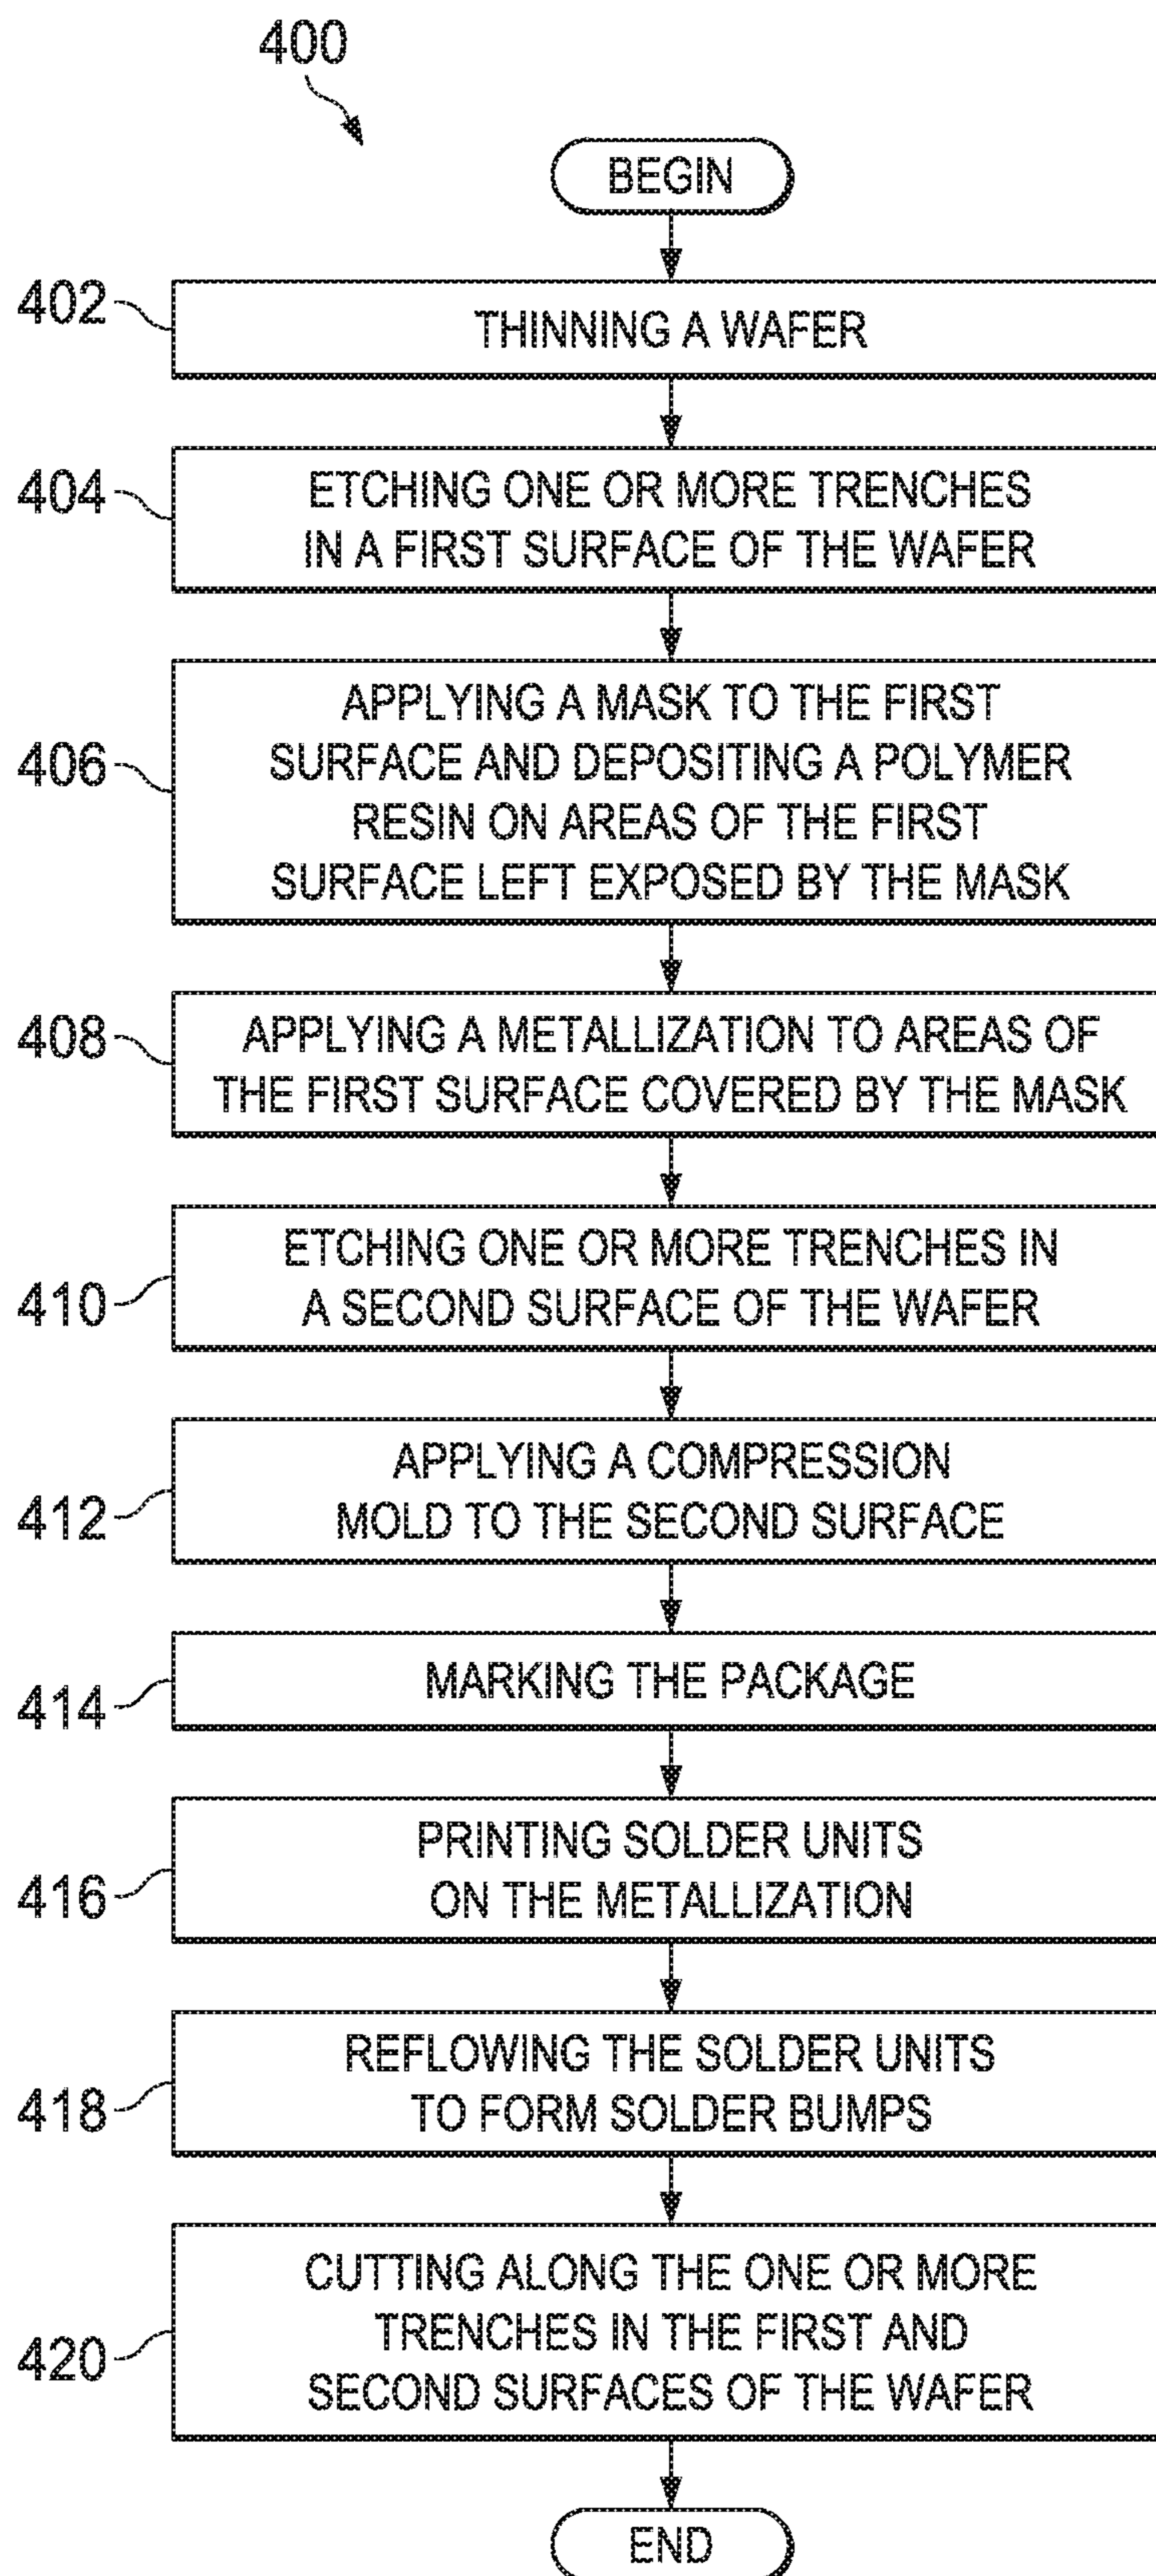 400
BEGIN
402
THINNING A WAFER
404
ETCHING ONE OR MORE TRENCHES
IN A FIRST SURFACE OF THE WAFER
406
APPLYING A MASK TO THE FIRST
SURFACE AND DEPOSITING A POLYMER
RESIN ON AREAS OF THE FIRST
SURFACE LEFT EXPOSED BY THE MASK
408
APPLYING A METALLIZATION TO AREAS OF
THE FIRST SURFACE COVERED BY THE MASK
410
ETCHING ONE OR MORE TRENCHES IN
A SECOND SURFACE OF THE WAFER
412
APPLYING A COMPRESSION
MOLD TO THE SECOND SURFACE
414
MARKING THE PACKAGE
416
PRINTING SOLDER UNITS
ON THE METALLIZATION
418
REFLOWING THE SOLDER UNITS
TO FORM SOLDER BUMPS
420
CUTTING ALONG THE ONE OR MORE
TRENCHES IN THE FIRST AND
SECOND SURFACES OF THE WAFER
END